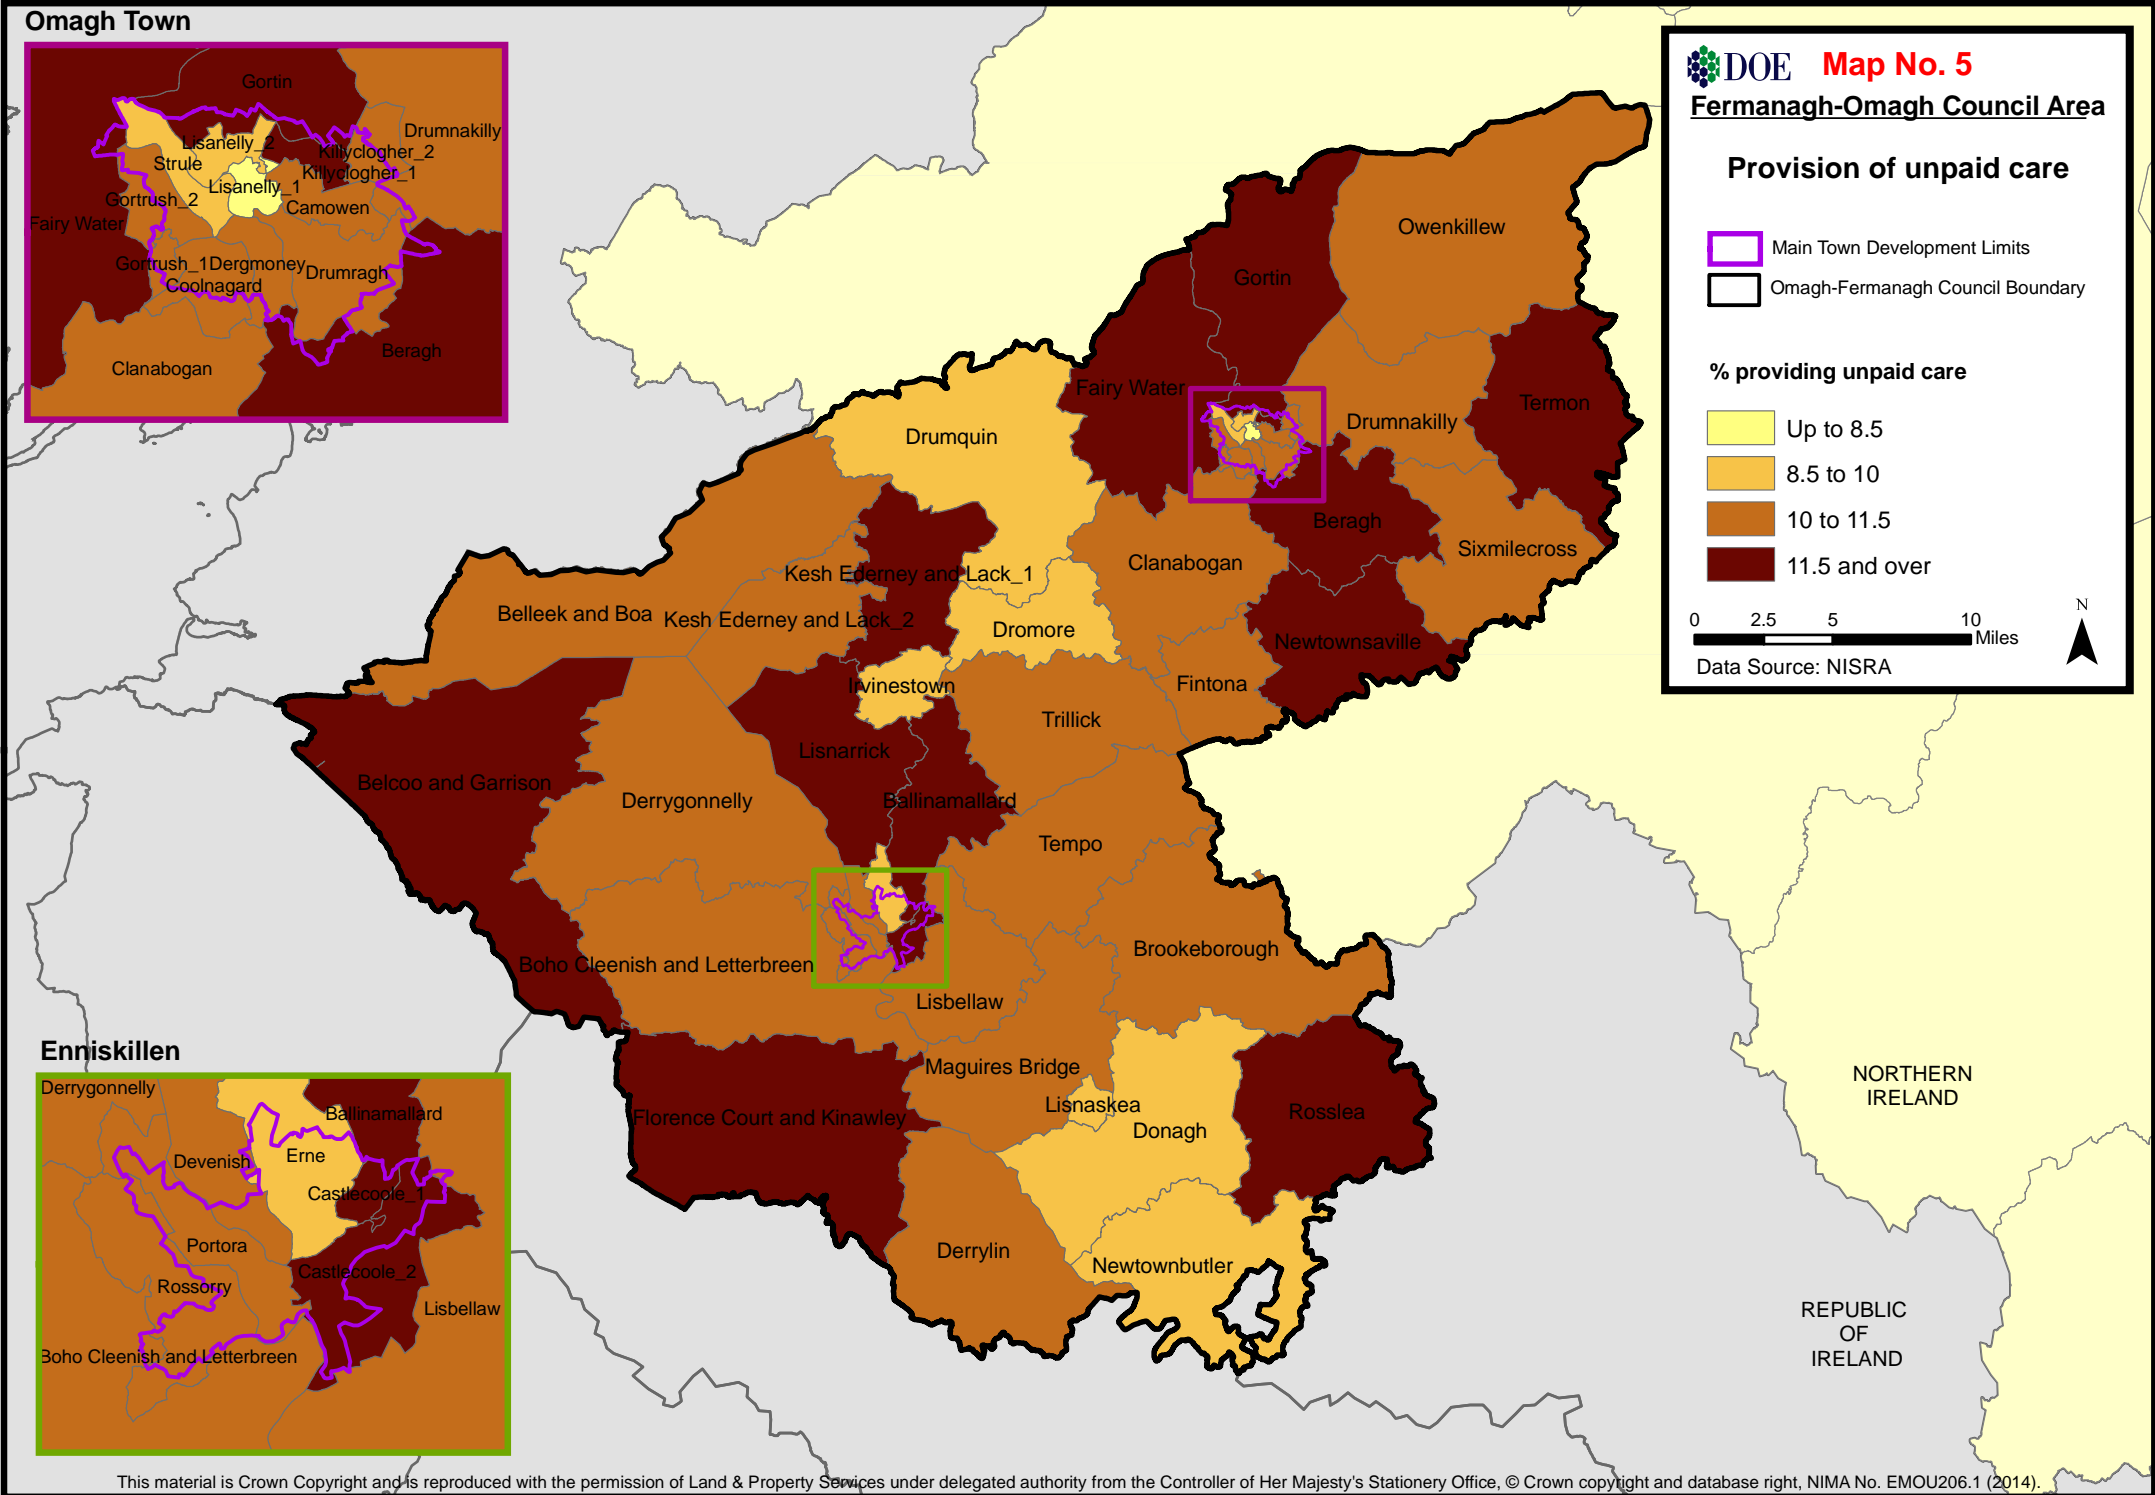 Omagh Town
Gortin
Drumnakilly
Lisanelly_2
Killyclogher_2
Strule
Killyclogher_1
Lisanelly_1
Gortrush_2
Camowen
Fairy Water
Gortrush_1
Dergmoney
Drumragh
Coolnagard
Beragh
Clanabogan
DOE
Map No. 5
Fermanagh-Omagh Council Area
Provision of unpaid care
Main Town Development Limits
Omagh-Fermanagh Council Boundary
% providing unpaid care
Up to 8.5
8.5 to 10
10 to 11.5
11.5 and over
0 2.5 5 10
Miles
N
Data Source: NISRA
Owenkillew
Gortin
Fairy Water
Termon
Drumnakilly
Drumquin
Beragh
Sixmilecross
Clanabogan
Kesh Ederney and Lack_1
Belleek and Boa
Kesh Ederney and Lack_2
Dromore
Newtownsaville
Irvinestown
Fintona
Trillick
Lisnarrick
Belcoo and Garrison
Derrygonnelly
Ballinamallard
Tempo
Brookeborough
Boho Cleenish and Letterbreen
Lisbellaw
Maguires Bridge
Lisnaskea
Florence Court and Kinawley
Rosslea
Donagh
Derrylin
Newtownbutler
NORTHERN
IRELAND
REPUBLIC
OF
IRELAND
Enniskillen
Derrygonnelly
Ballinamallard
Devenish
Erne
Castlecoole_1
Portora
Castlecoole_2
Rossorry
Lisbellaw
Boho Cleenish and Letterbreen
This material is Crown Copyright and is reproduced with the permission of Land & Property Services under delegated authority from the Controller of Her Majesty's Stationery Office, © Crown copyright and database right, NIMA No. EMOU206.1 (2014).